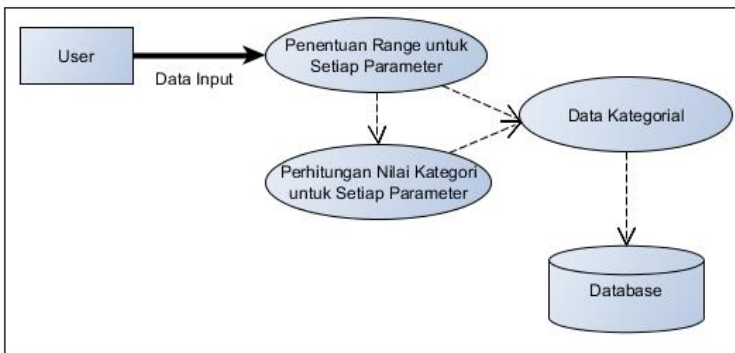 User
Data Input
Penentuan Range untuk
Setiap Parameter
Data Kategorial
Perhitungan Nilai Kategori
untuk Setiap Parameter
Database